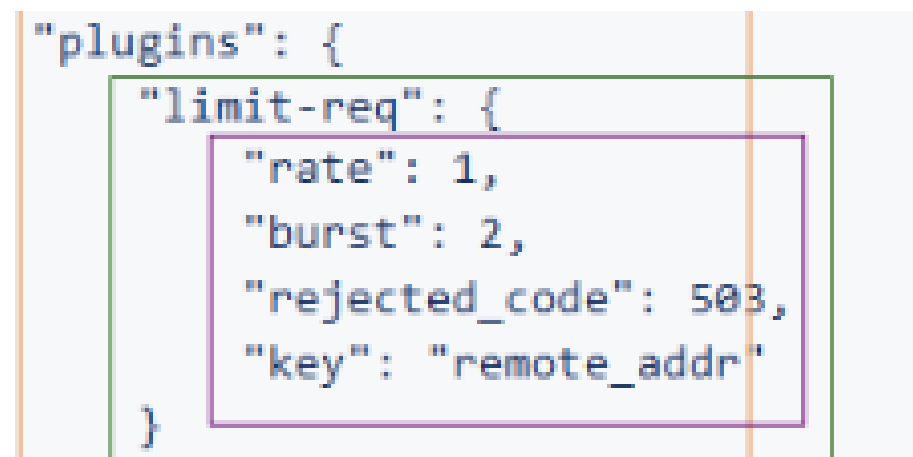 "plugins": {
"limit-req": {
"rate": 1,
"burst": 2,
"rejected_code": 503,
"key": "remote_addr"
}